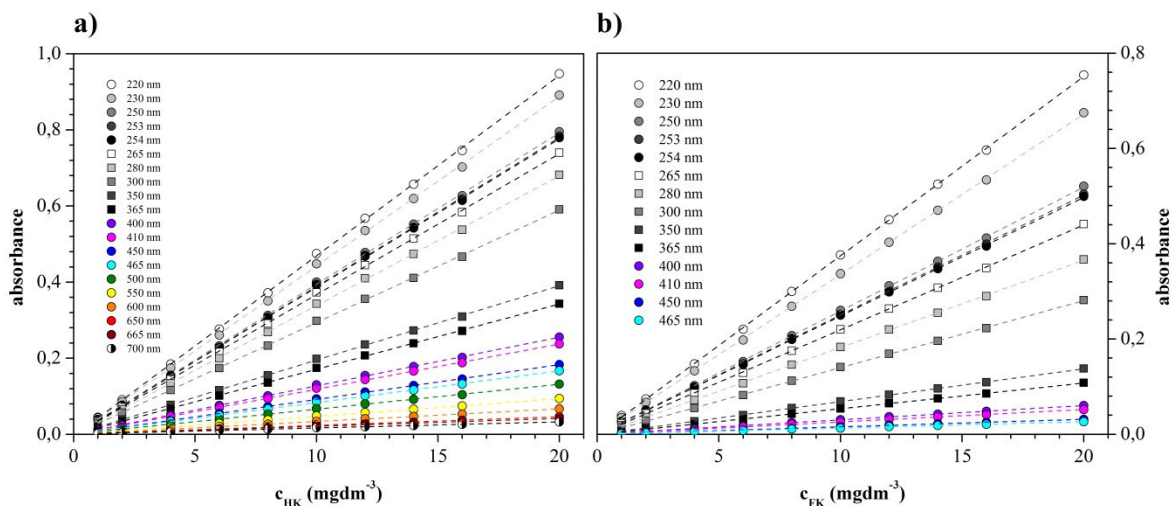 a)
absorbance
1,0
0,8
0,6
0,4
0,2
0,0
220 nm
230 nm
250 nm
253 nm
254 nm
265 nm
280 nm
300 nm
350 nm
365 nm
400 nm
410 nm
450 nm
465 nm
500 nm
550 nm
600 nm
650 nm
665 nm
700 nm
0 5 10 15 20
c_HK (mgdm⁻³)
b)
220 nm
230 nm
250 nm
253 nm
254 nm
265 nm
280 nm
300 nm
350 nm
365 nm
400 nm
410 nm
450 nm
465 nm
0,8
0,6
0,4
0,2
0,0
absorbance
0 5 10 15 20
c_FK (mgdm⁻³)